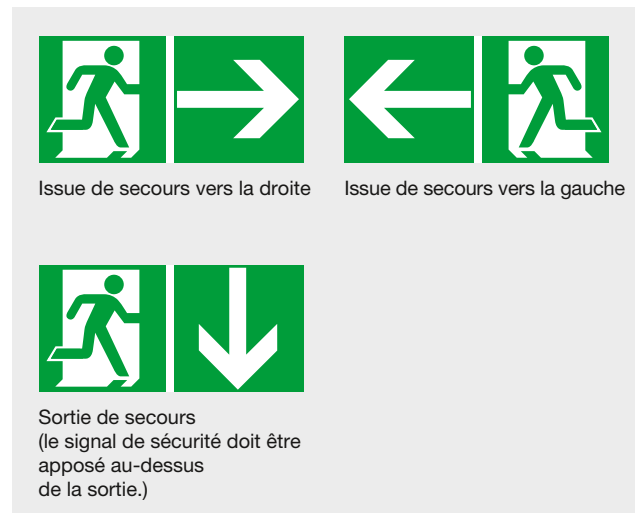 Issue de secours vers la droite
Issue de secours vers la gauche
Sortie de secours
(le signal de sécurité doit être
apposé au-dessus
de la sortie.)